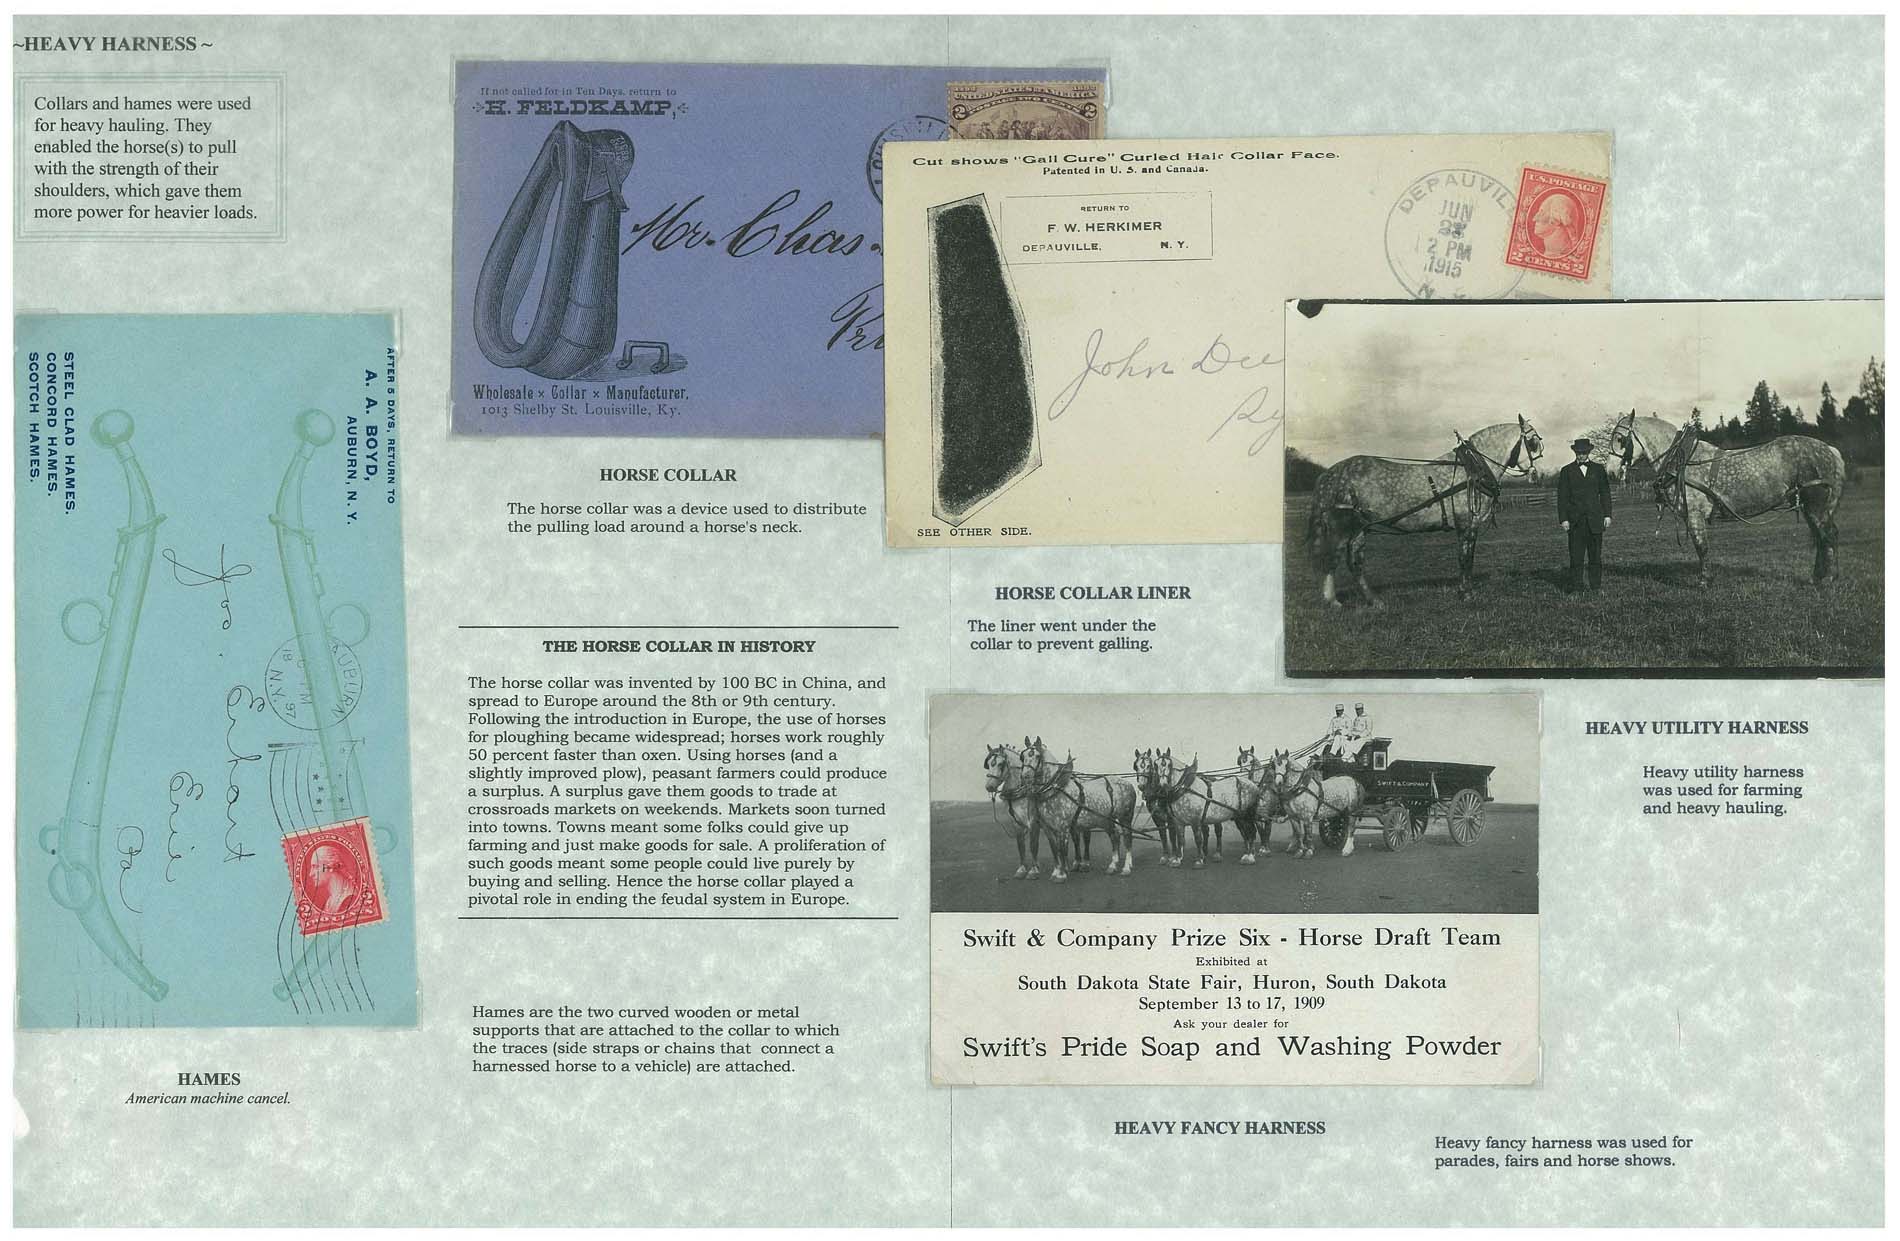 ~HEAVY HARNESS ~
Collars and hames were used
for heavy hauling. They
enabled the horse(s) to pull
with the strength of their
shoulders, which gave them
more power for heavier loads.
If not called for in Ten Days, return to
H. FELDKAMP,
Wholesale x Collar x Manufacturer,
1013 Shelby St. Louisville, Ky.
Mr. Chas.
UNITED STATES OF AMERICA
POSTAGE TWO CENTS
2 2
HORSE COLLAR
The horse collar was a device used to distribute
the pulling load around a horse's neck.
Cut shows "Gall Cure" Curled Hair Collar Face.
Patented in U. S. and Canada.
RETURN TO
F. W. HERKIMER
DEPAUVILLE, N. Y.
SEE OTHER SIDE.
John Dee
DEPAUVILLE
JUN
2 PM
1915
N.
U.S. POSTAGE
2 CENTS 2
HORSE COLLAR LINER
The liner went under the
collar to prevent galling.
HEAVY UTILITY HARNESS
Heavy utility harness
was used for farming
and heavy hauling.
AFTER 5 DAYS, RETURN TO
A. A. BOYD,
AUBURN, N. Y.
STEEL CLAD HAMES.
CONCORD HAMES.
SCOTCH HAMES.
Erie
Pa
AUBURN
N.Y.
18
97
TWO CENTS
HAMES
American machine cancel.
THE HORSE COLLAR IN HISTORY
The horse collar was invented by 100 BC in China, and
spread to Europe around the 8th or 9th century.
Following the introduction in Europe, the use of horses
for ploughing became widespread; horses work roughly
50 percent faster than oxen. Using horses (and a
slightly improved plow), peasant farmers could produce
a surplus. A surplus gave them goods to trade at
crossroads markets on weekends. Markets soon turned
into towns. Towns meant some folks could give up
farming and just make goods for sale. A proliferation of
such goods meant some people could live purely by
buying and selling. Hence the horse collar played a
pivotal role in ending the feudal system in Europe.
Hames are the two curved wooden or metal
supports that are attached to the collar to which
the traces (side straps or chains that connect a
harnessed horse to a vehicle) are attached.
SWIFT & COMPANY
Swift & Company Prize Six - Horse Draft Team
Exhibited at
South Dakota State Fair, Huron, South Dakota
September 13 to 17, 1909
Ask your dealer for
Swift's Pride Soap and Washing Powder
HEAVY FANCY HARNESS
Heavy fancy harness was used for
parades, fairs and horse shows.